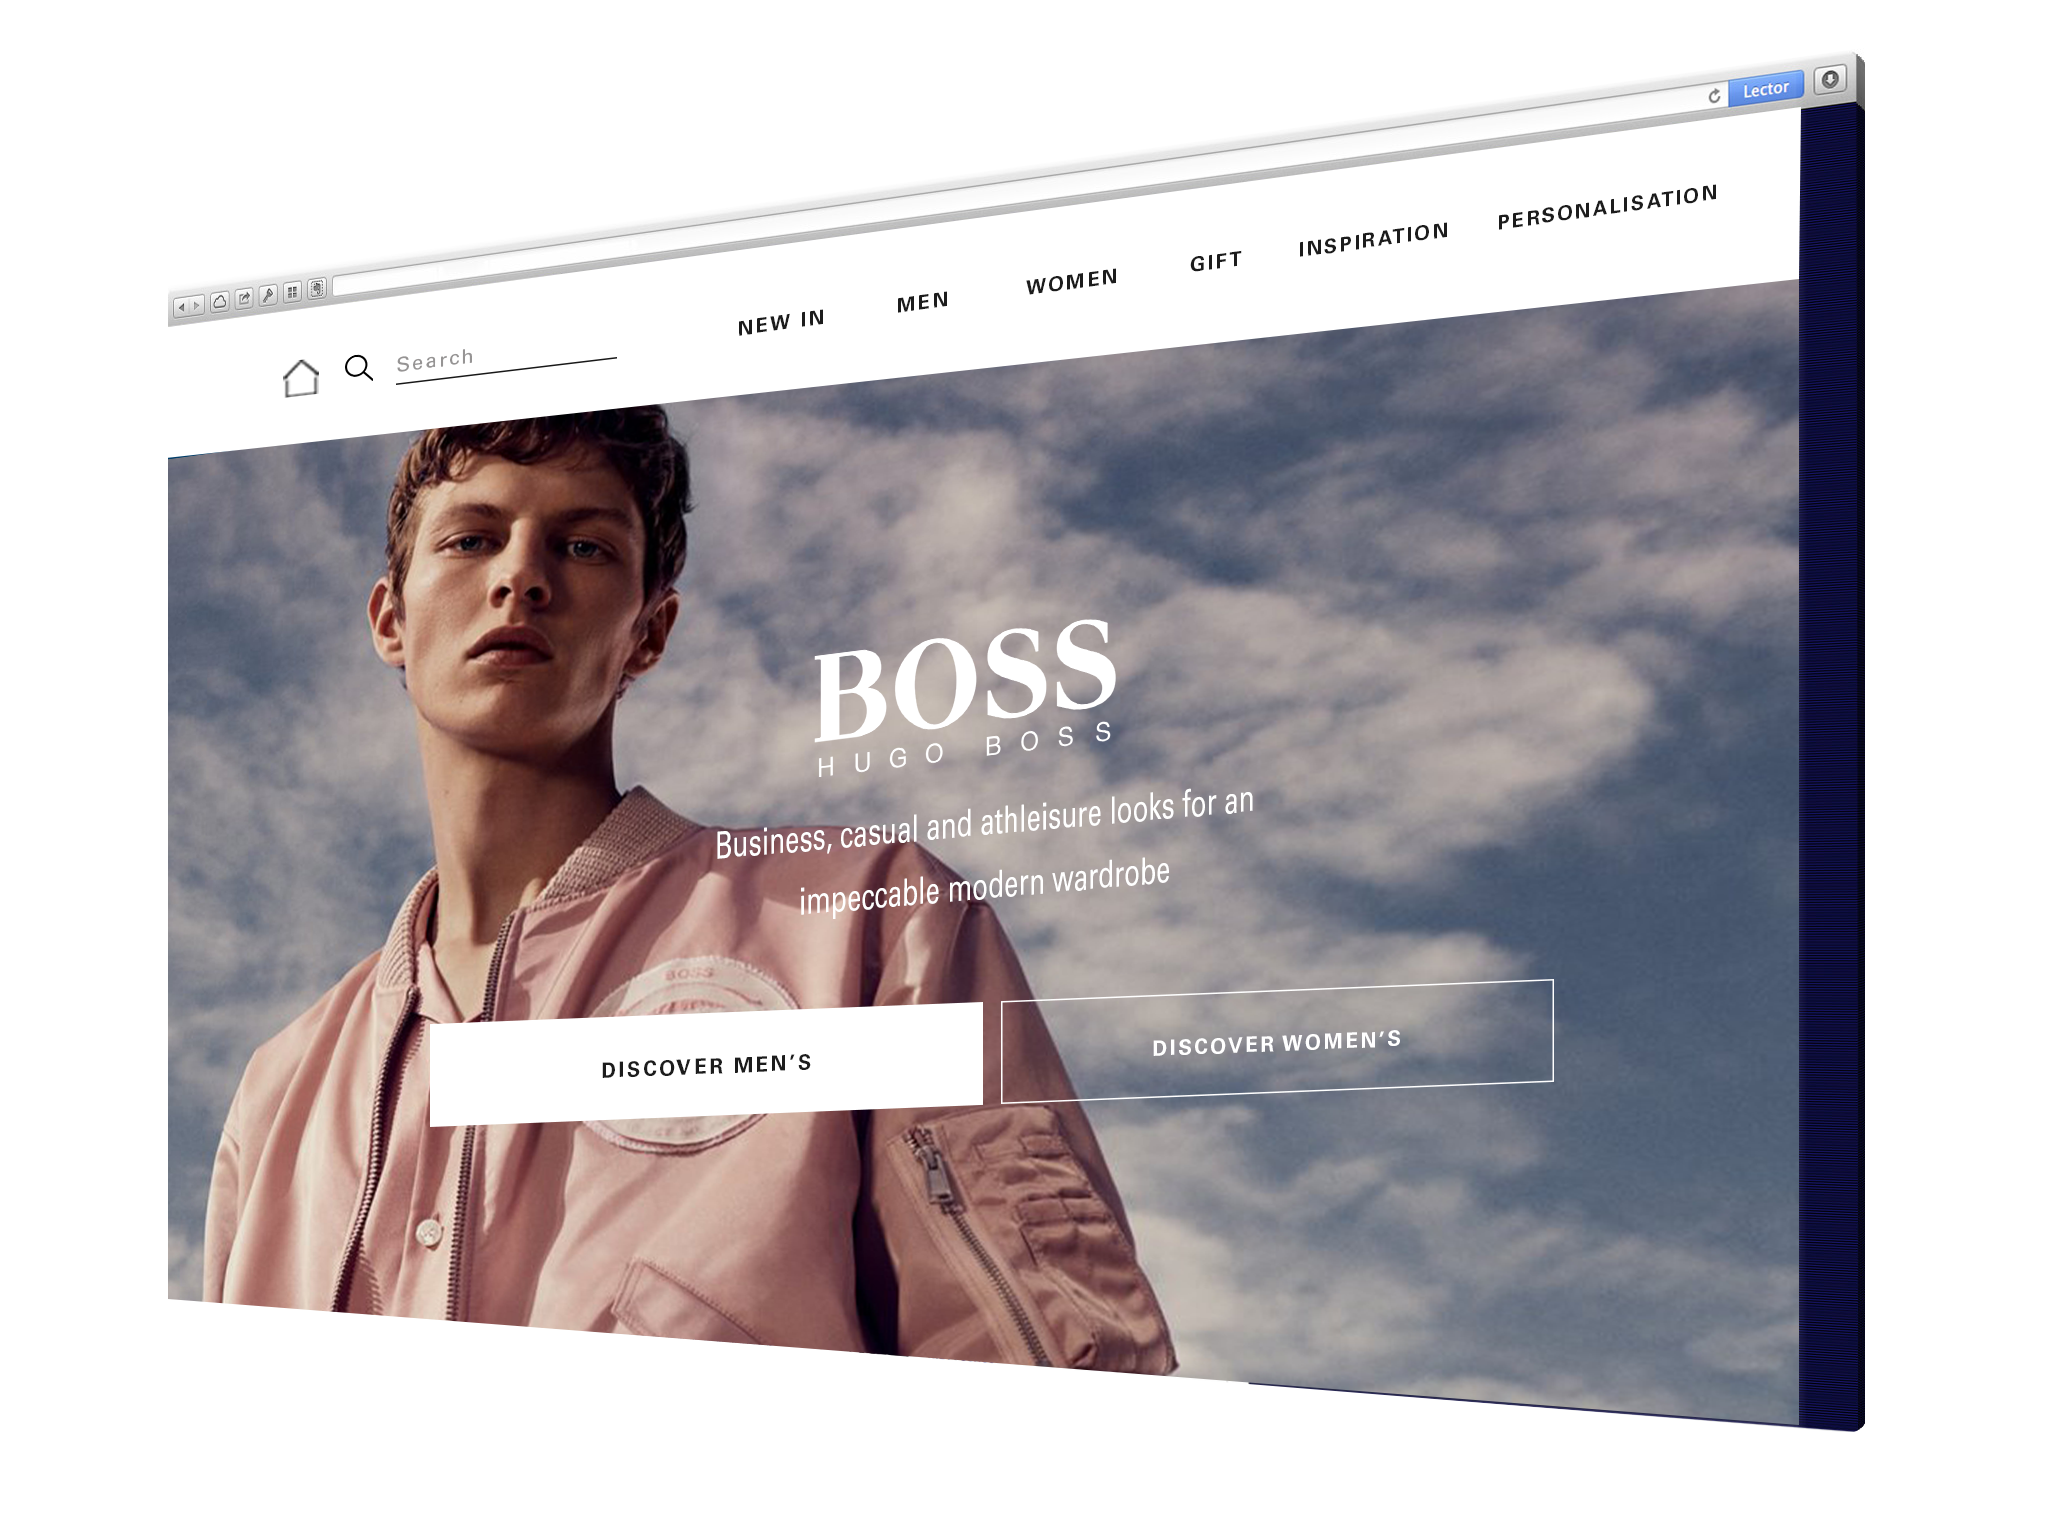 Lector
NEW IN MEN WOMEN GIFT INSPIRATION PERSONALISATION
Search
BOSS
HUGO BOSS
Business, casual and athleisure looks for an
impeccable modern wardrobe
BOSS
DISCOVER MEN’S DISCOVER WOMEN’S